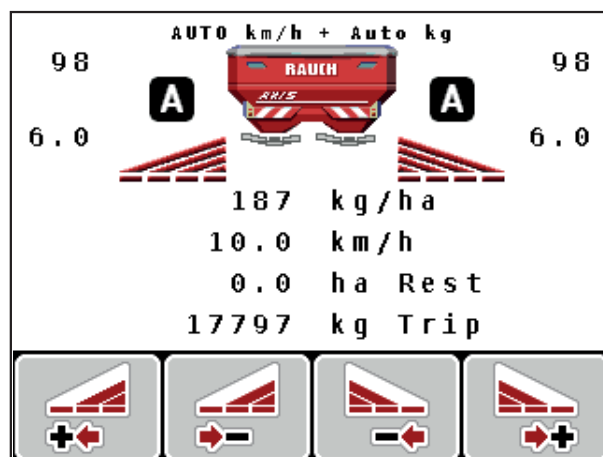 AUTO km/h + Auto kg
98 98
RAUCH
A A
AXIS
6.0 6.0
187 kg/ha
10.0 km/h
0.0 ha Rest
17797 kg Trip